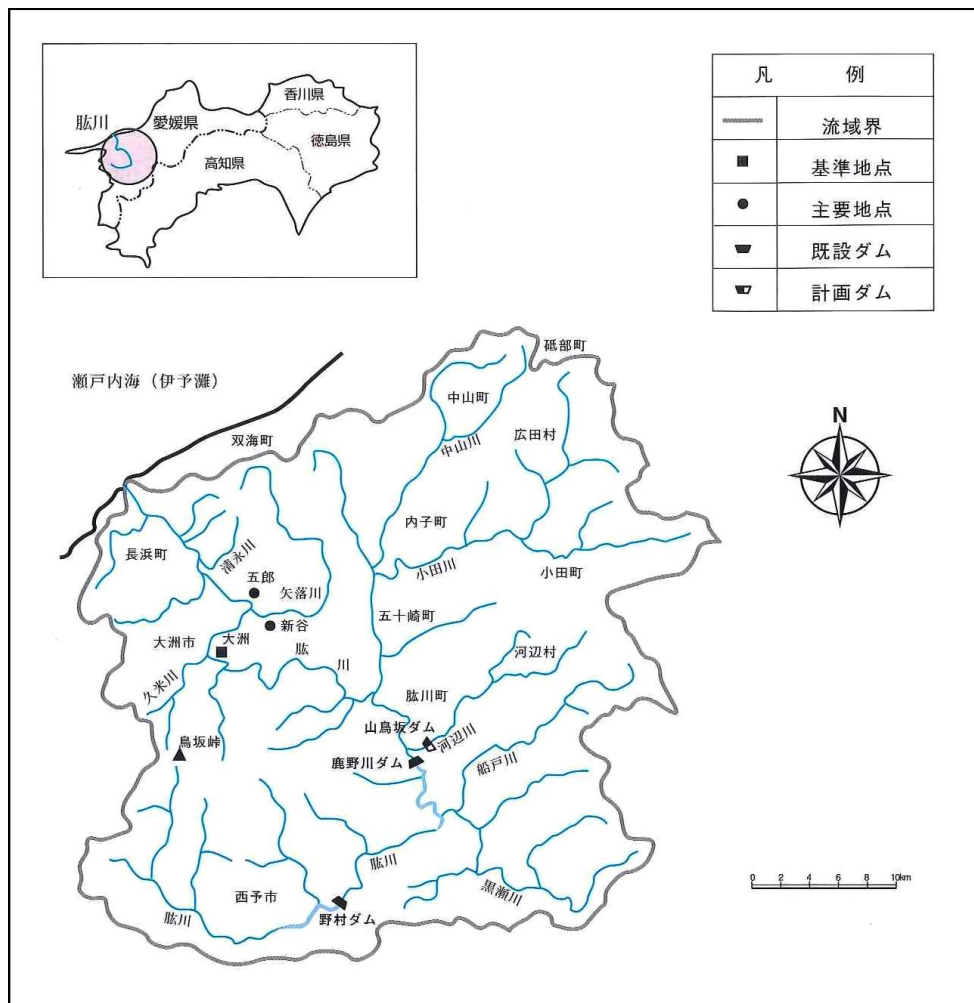 香川県
肱川
愛媛県
徳島県
高知県
凡 例
流域界
基準地点
主要地点
既設ダム
計画ダム
砥部町
瀬戸内海（伊予灘）
中山町
N
双海町
広田村
中山川
内子町
長浜町
清永川
小田川
小田町
五郎
矢落川
五十崎町
新谷
大洲市
大洲
肱川
河辺村
久米川
肱川町
山鳥坂ダム
河辺川
鳥坂峠
鹿野川ダム
船戸川
肱川
黒瀬川
西予市
肱川
野村ダム
0 2 4 6 8 10km